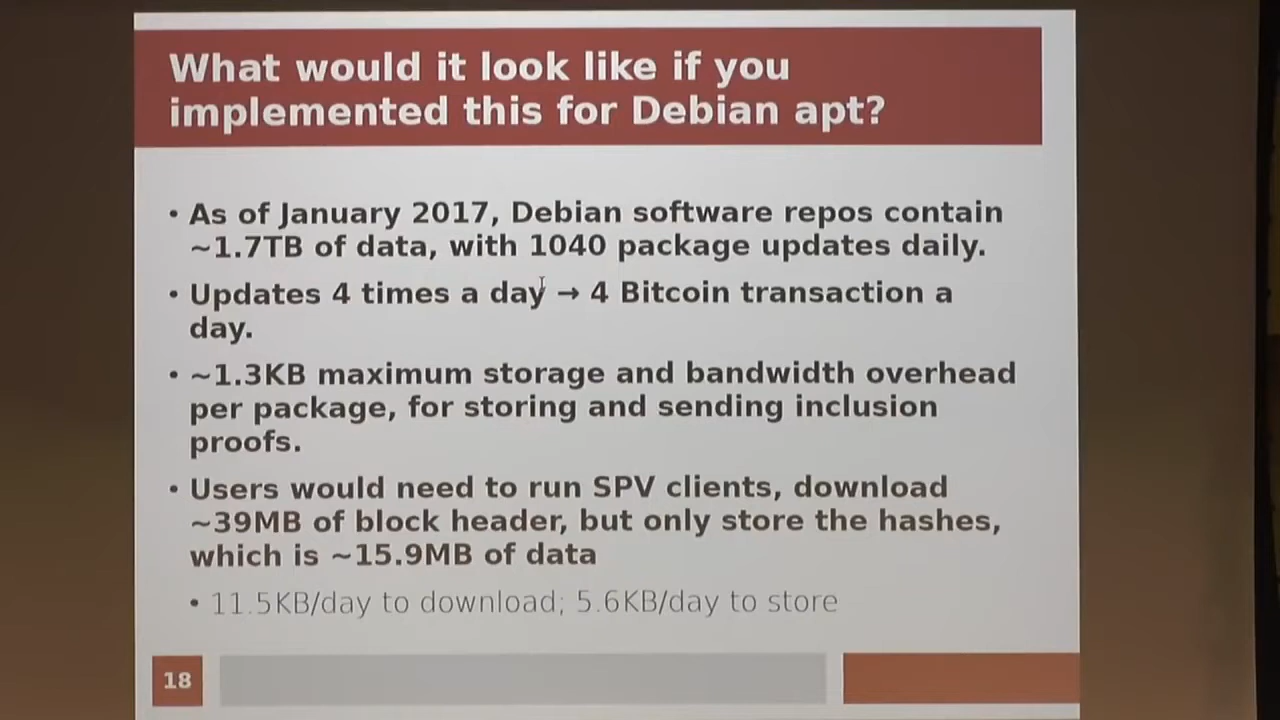 What would it look like if you
implemented this for Debian apt?
• As of January 2017, Debian software repos contain
~1.7TB of data, with 1040 package updates daily.
• Updates 4 times a day → 4 Bitcoin transaction a
day.
• ~1.3KB maximum storage and bandwidth overhead
per package, for storing and sending inclusion
proofs.
• Users would need to run SPV clients, download
~39MB of block header, but only store the hashes,
which is ~15.9MB of data
• 11.5KB/day to download; 5.6KB/day to store
18